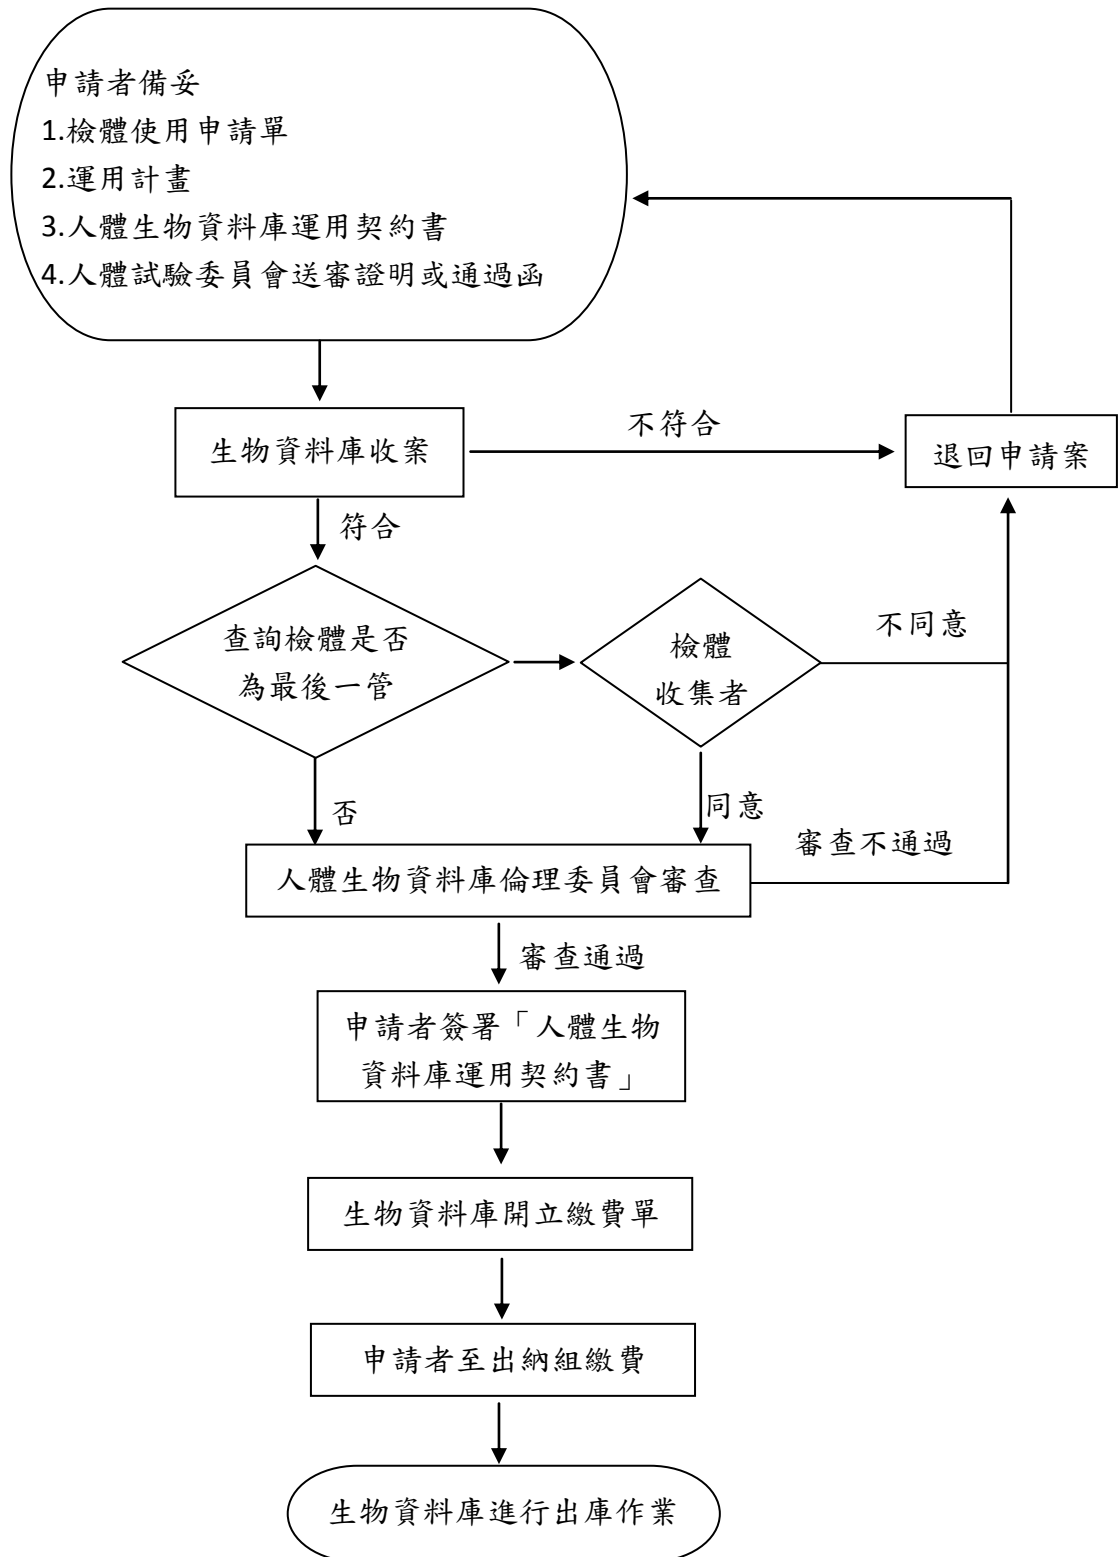 申請者備妥
1.檢體使用申請單
2.運用計畫
3.人體生物資料庫運用契約書
4.人體試驗委員會送審證明或通過函
生物資料庫收案
不符合
退回申請案
符合
查詢檢體是否
為最後一管
檢體
收集者
不同意
否
同意
審查不通過
人體生物資料庫倫理委員會審查
審查通過
申請者簽署「人體生物
資料庫運用契約書」
生物資料庫開立繳費單
申請者至出納組繳費
生物資料庫進行出庫作業